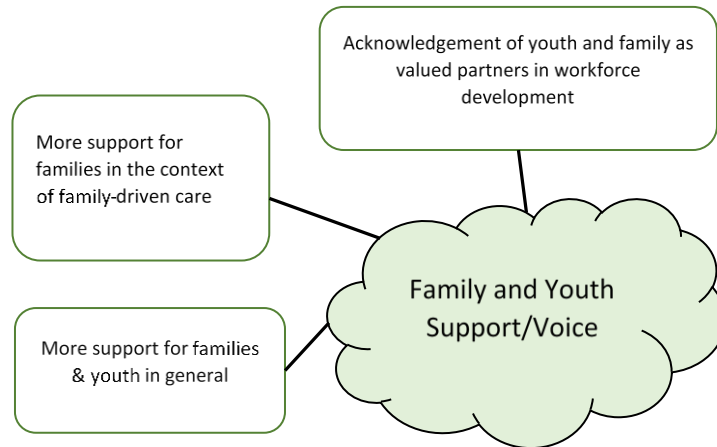 Acknowledgement of youth and family as
valued partners in workforce
development
More support for
families in the context
of family-driven care
Family and Youth
Support/Voice
More support for families
& youth in general